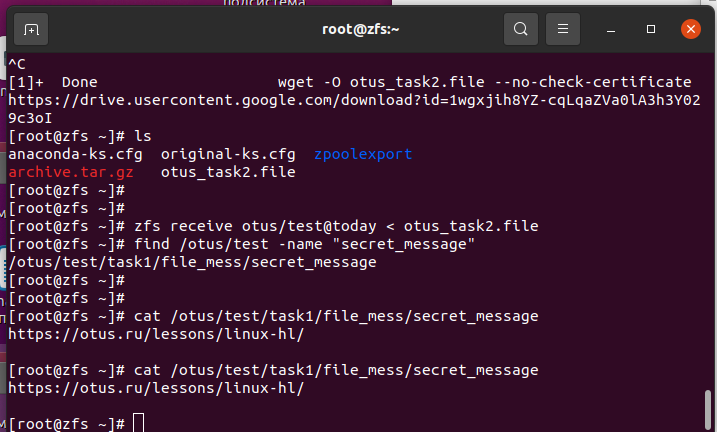 подсистема
root@zfs:~
^C
[1]+  Done                    wget -O otus_task2.file --no-check-certificate
https://drive.usercontent.google.com/download?id=1wgxjih8YZ-cqLqaZVa0lA3h3Y02
9c3oI
[root@zfs ~]# ls
anaconda-ks.cfg  original-ks.cfg  zpoolexport
archive.tar.gz   otus_task2.file
[root@zfs ~]#
[root@zfs ~]#
[root@zfs ~]# zfs receive otus/test@today < otus_task2.file
[root@zfs ~]# find /otus/test -name "secret_message"
/otus/test/task1/file_mess/secret_message
[root@zfs ~]#
[root@zfs ~]#
[root@zfs ~]# cat /otus/test/task1/file_mess/secret_message
https://otus.ru/lessons/linux-hl/
[root@zfs ~]# cat /otus/test/task1/file_mess/secret_message
https://otus.ru/lessons/linux-hl/
[root@zfs ~]#